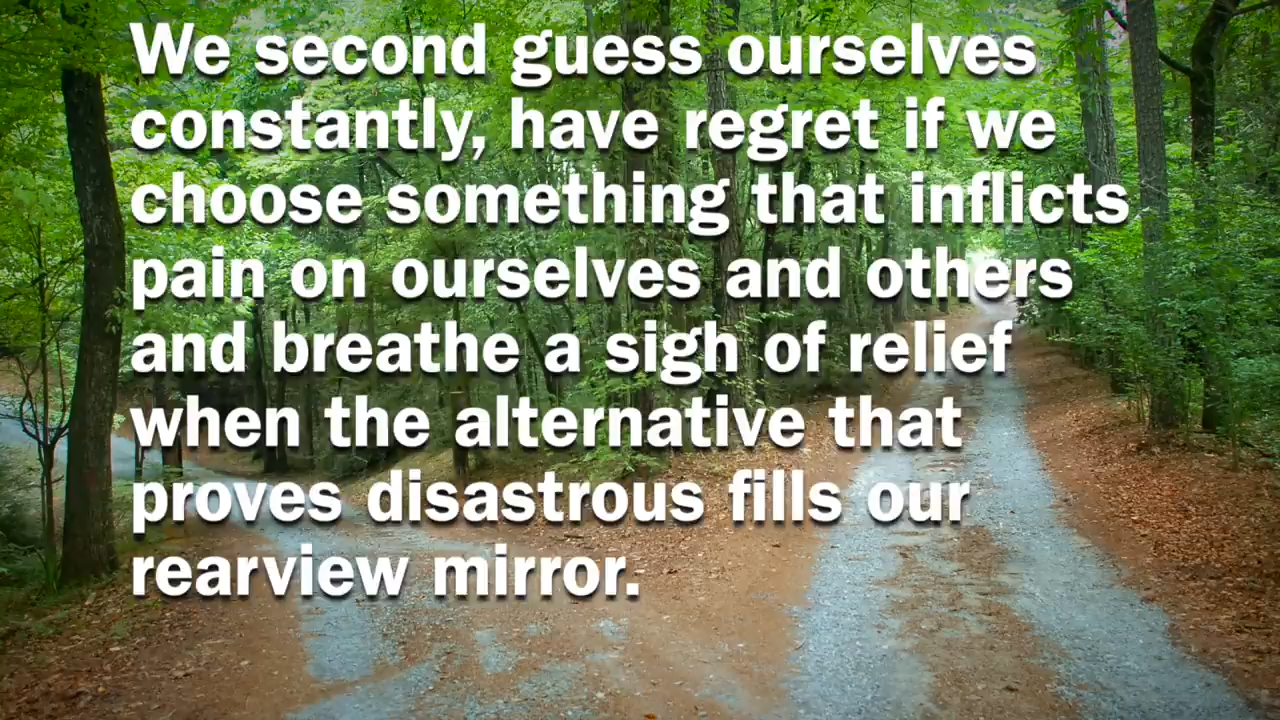 We second guess ourselves
constantly, have regret if we
choose something that inflicts
pain on ourselves and others
and breathe a sigh of relief
when the alternative that
proves disastrous fills our
rearview mirror.